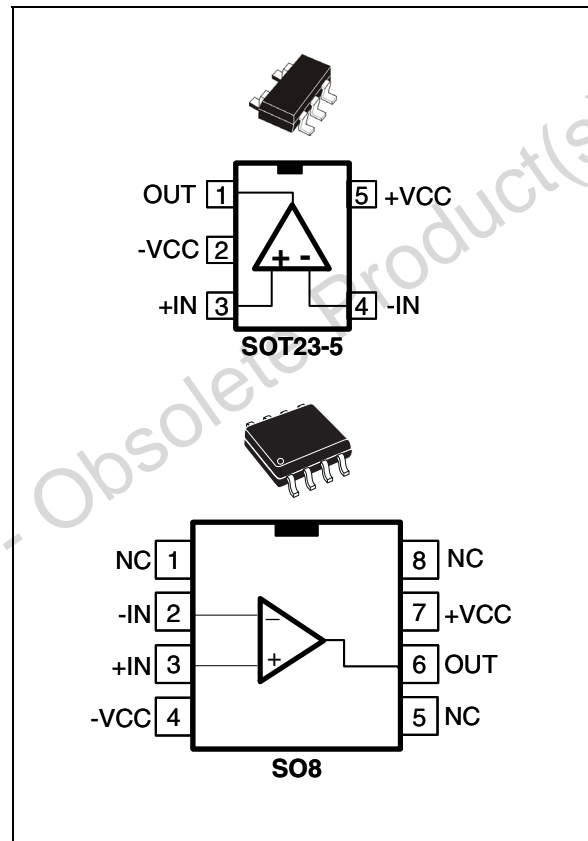 OUT 1 5 +VCC
-VCC 2
+ -
+IN 3 4 -IN
SOT23-5
- Obsolete Product(s
NC 1 8 NC
-IN 2 7 +VCC
+IN 3 6 OUT
-VCC 4 5 NC
− +
SO8